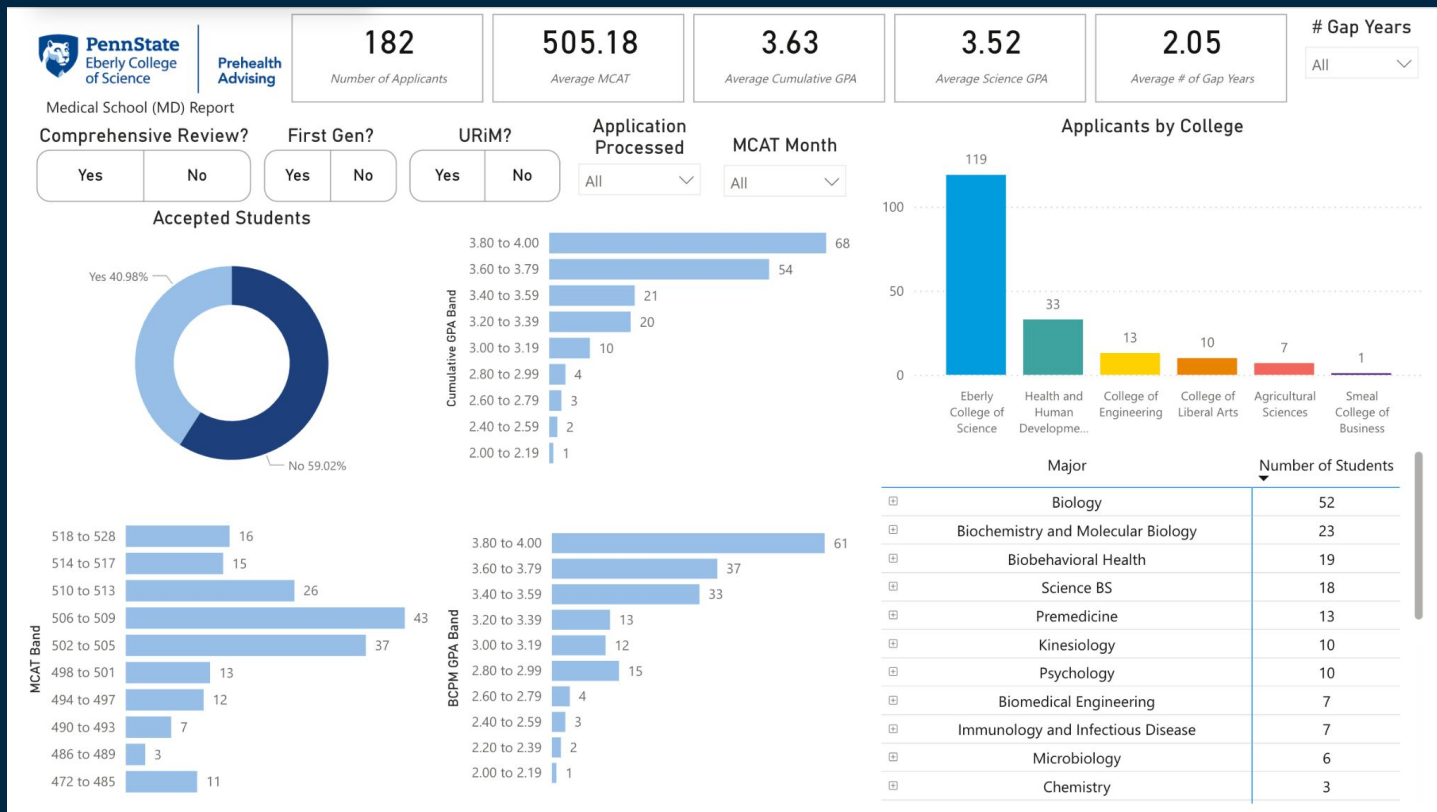 PennState
Eberly College
of Science
Prehealth
Advising
Medical School (MD) Report
182
Number of Applicants
505.18
Average MCAT
3.63
Average Cumulative GPA
3.52
Average Science GPA
2.05
Average # of Gap Years
# Gap Years
All
Comprehensive Review?
Yes No
First Gen?
Yes No
URiM?
Yes No
Application
Processed
All
MCAT Month
All
Accepted Students
Yes 40.98%
No 59.02%
Cumulative GPA Band
3.80 to 4.00 68
3.60 to 3.79 54
3.40 to 3.59 21
3.20 to 3.39 20
3.00 to 3.19 10
2.80 to 2.99 4
2.60 to 2.79 3
2.40 to 2.59 2
2.00 to 2.19 1
Applicants by College
100
50
0
119
33
13
10
7
1
Eberly
College of
Science
Health and
Human
Developme...
College of
Engineering
College of
Liberal Arts
Agricultural
Sciences
Smeal
College of
Business
MCAT Band
518 to 528 16
514 to 517 15
510 to 513 26
506 to 509 43
502 to 505 37
498 to 501 13
494 to 497 12
490 to 493 7
486 to 489 3
472 to 485 11
BCPM GPA Band
3.80 to 4.00 61
3.60 to 3.79 37
3.40 to 3.59 33
3.20 to 3.39 13
3.00 to 3.19 12
2.80 to 2.99 15
2.60 to 2.79 4
2.40 to 2.59 3
2.20 to 2.39 2
2.00 to 2.19 1
Major Number of Students
Biology 52
Biochemistry and Molecular Biology 23
Biobehavioral Health 19
Science BS 18
Premedicine 13
Kinesiology 10
Psychology 10
Biomedical Engineering 7
Immunology and Infectious Disease 7
Microbiology 6
Chemistry 3